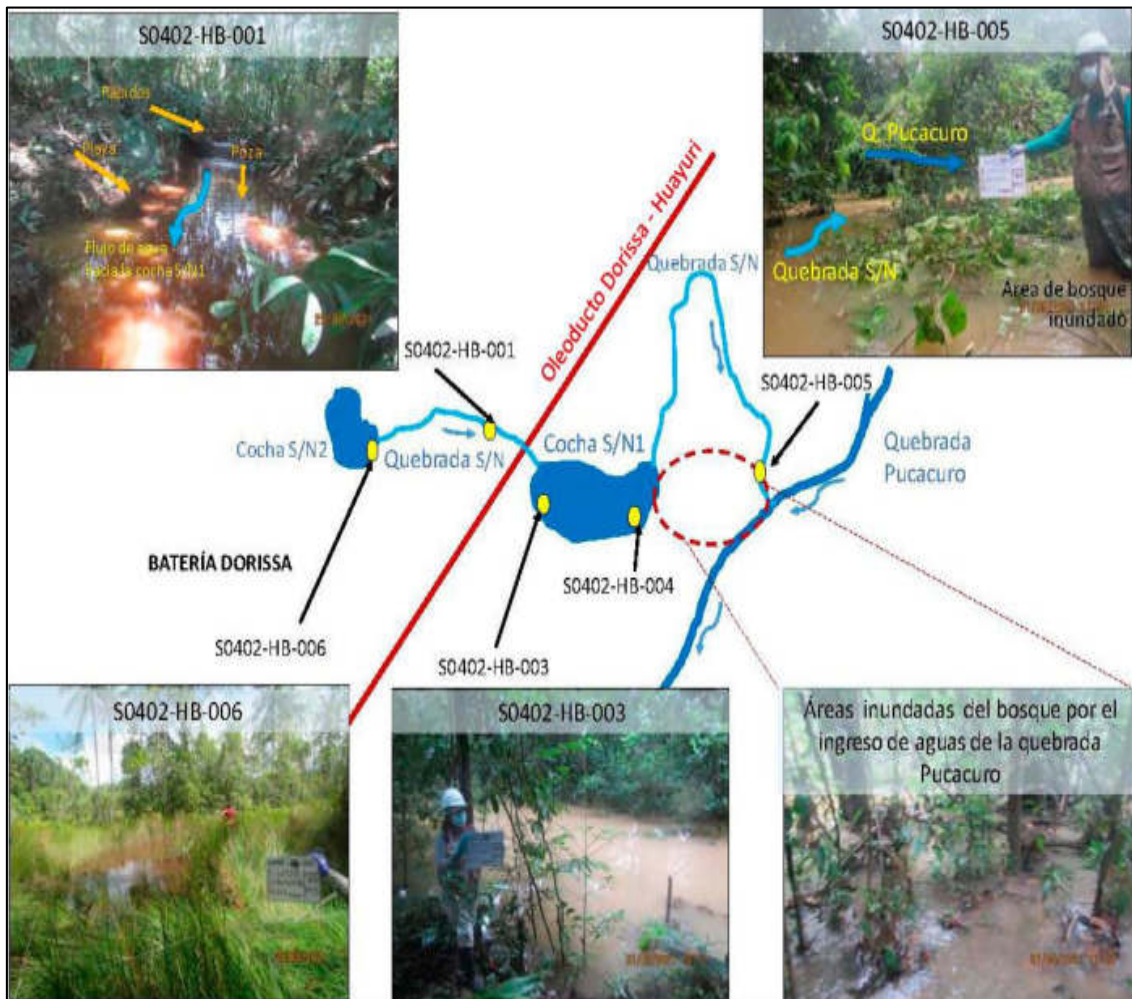 S0402-HB-001
Rápidos
Playa
Poza
Flujo de agua
hacia la cocha S/N1
S0402-HB-005
Q. Pucacuro
Quebrada S/N
Área de bosque
inundado
Oleoducto Dorissa - Huayuri
Quebrada S/N
S0402-HB-001
S0402-HB-005
Cocha S/N2
Quebrada S/N
Cocha S/N1
Quebrada
Pucacuro
BATERÍA DORISSA
S0402-HB-004
S0402-HB-006
S0402-HB-003
S0402-HB-006
S0402-HB-003
Áreas inundadas del bosque por el
ingreso de aguas de la quebrada
Pucacuro